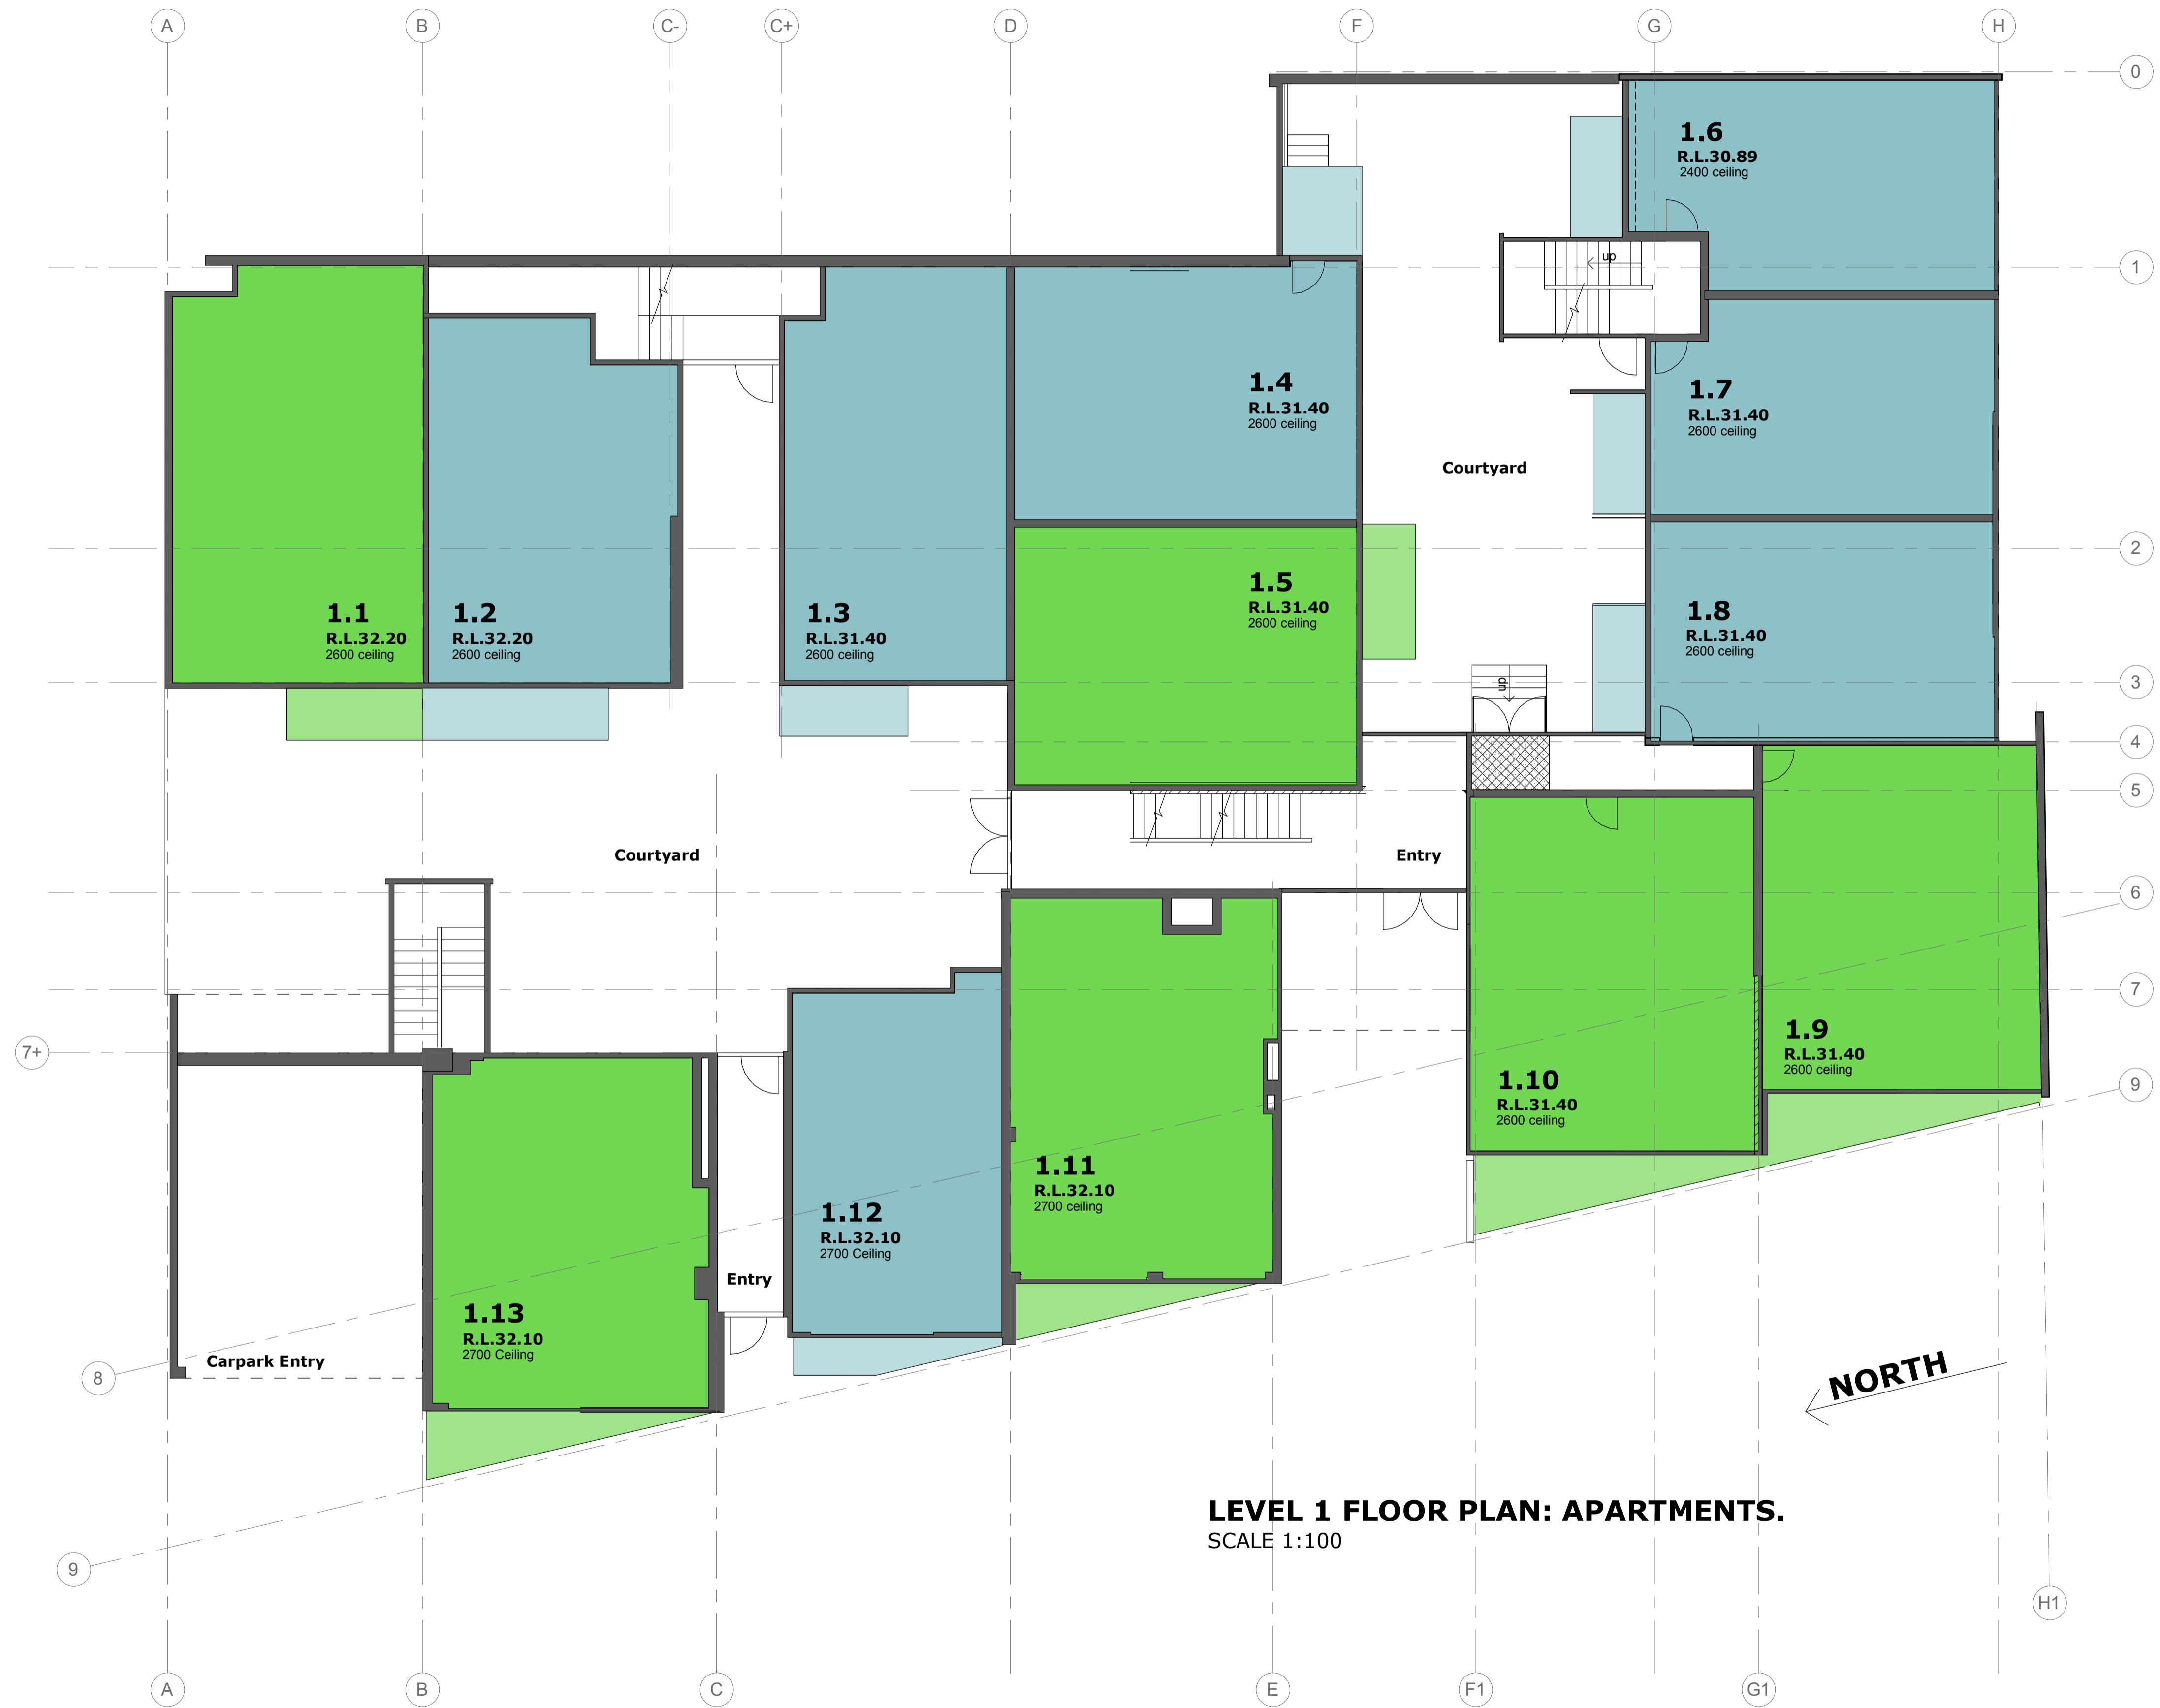 A
B
C-
C+
D
F
G
H
0
1.6
R.L.30.89
2400 ceiling
up
1
1.4
R.L.31.40
2600 ceiling
1.7
R.L.31.40
2600 ceiling
Courtyard
2
1.5
R.L.31.40
2600 ceiling
1.1
R.L.32.20
2600 ceiling
1.2
R.L.32.20
2600 ceiling
1.3
R.L.31.40
2600 ceiling
1.8
R.L.31.40
2600 ceiling
up
3
4
5
Courtyard
Entry
6
7
7+
1.9
R.L.31.40
2600 ceiling
1.10
R.L.31.40
2600 ceiling
9
1.11
R.L.32.10
2700 ceiling
1.12
R.L.32.10
2700 Ceiling
Entry
1.13
R.L.32.10
2700 Ceiling
Carpark Entry
8
NORTH
LEVEL 1 FLOOR PLAN: APARTMENTS.
SCALE 1:100
9
H1
A
B
C
E
F1
G1